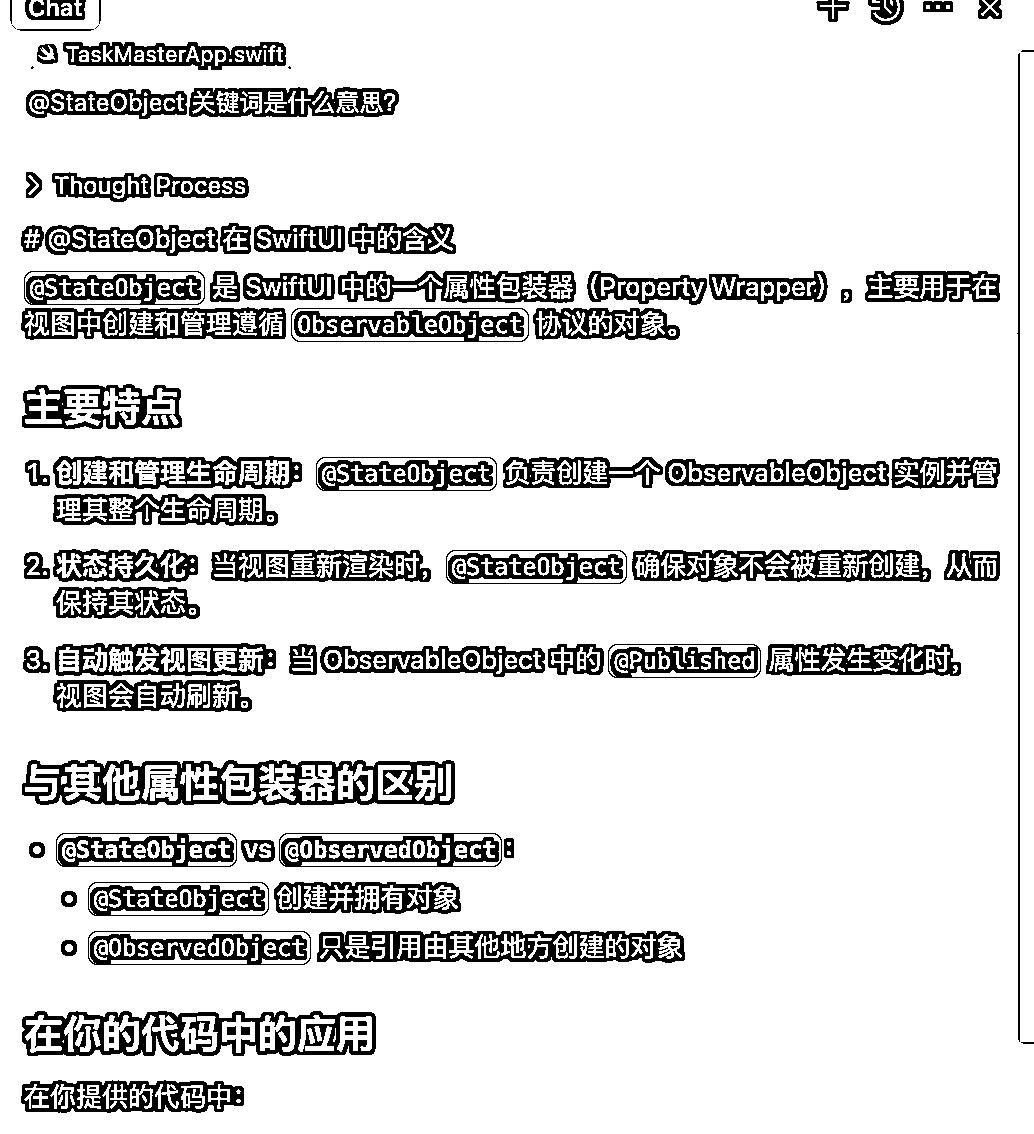 Chat
TaskMasterApp.swift
@StateObject 关键词是什么意思？
Thought Process
# @StateObject 在 SwiftUI 中的含义
@StateObject 是 SwiftUI 中的一个属性包装器（Property Wrapper），主要用于在
视图中创建和管理遵循 ObservableObject 协议的对象。
主要特点
1. 创建和管理生命周期：@StateObject 负责创建一个 ObservableObject 实例并管
理其整个生命周期。
2. 状态持久化：当视图重新渲染时，@StateObject 确保对象不会被重新创建，从而
保持其状态。
3. 自动触发视图更新：当 ObservableObject 中的 @Published 属性发生变化时，
视图会自动刷新。
与其他属性包装器的区别
@StateObject vs @ObservedObject：
@StateObject 创建并拥有对象
@ObservedObject 只是引用由其他地方创建的对象
在你的代码中的应用
在你提供的代码中：